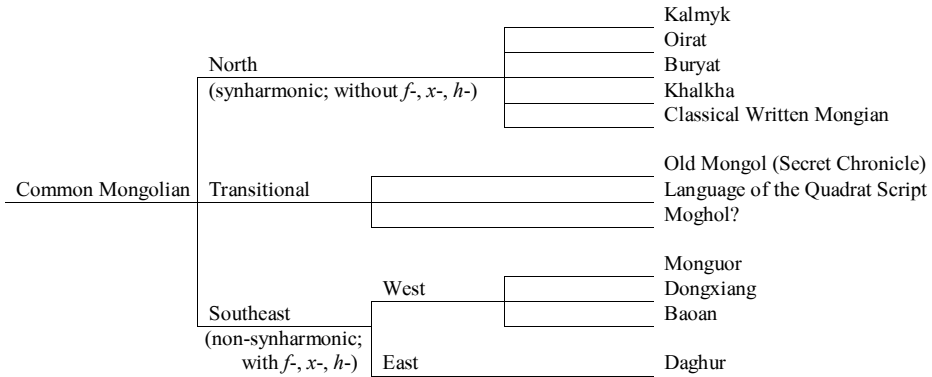 Kalmyk
Oirat
North
Buryat
(synharmonic; without f-, x-, h-)
Khalkha
Classical Written Mongian
Old Mongol (Secret Chronicle)
Common Mongolian
Transitional
Language of the Quadrat Script
Moghol?
Monguor
West
Dongxiang
Southeast
Baoan
(non-synharmonic;
with f-, x-, h-)
East
Daghur